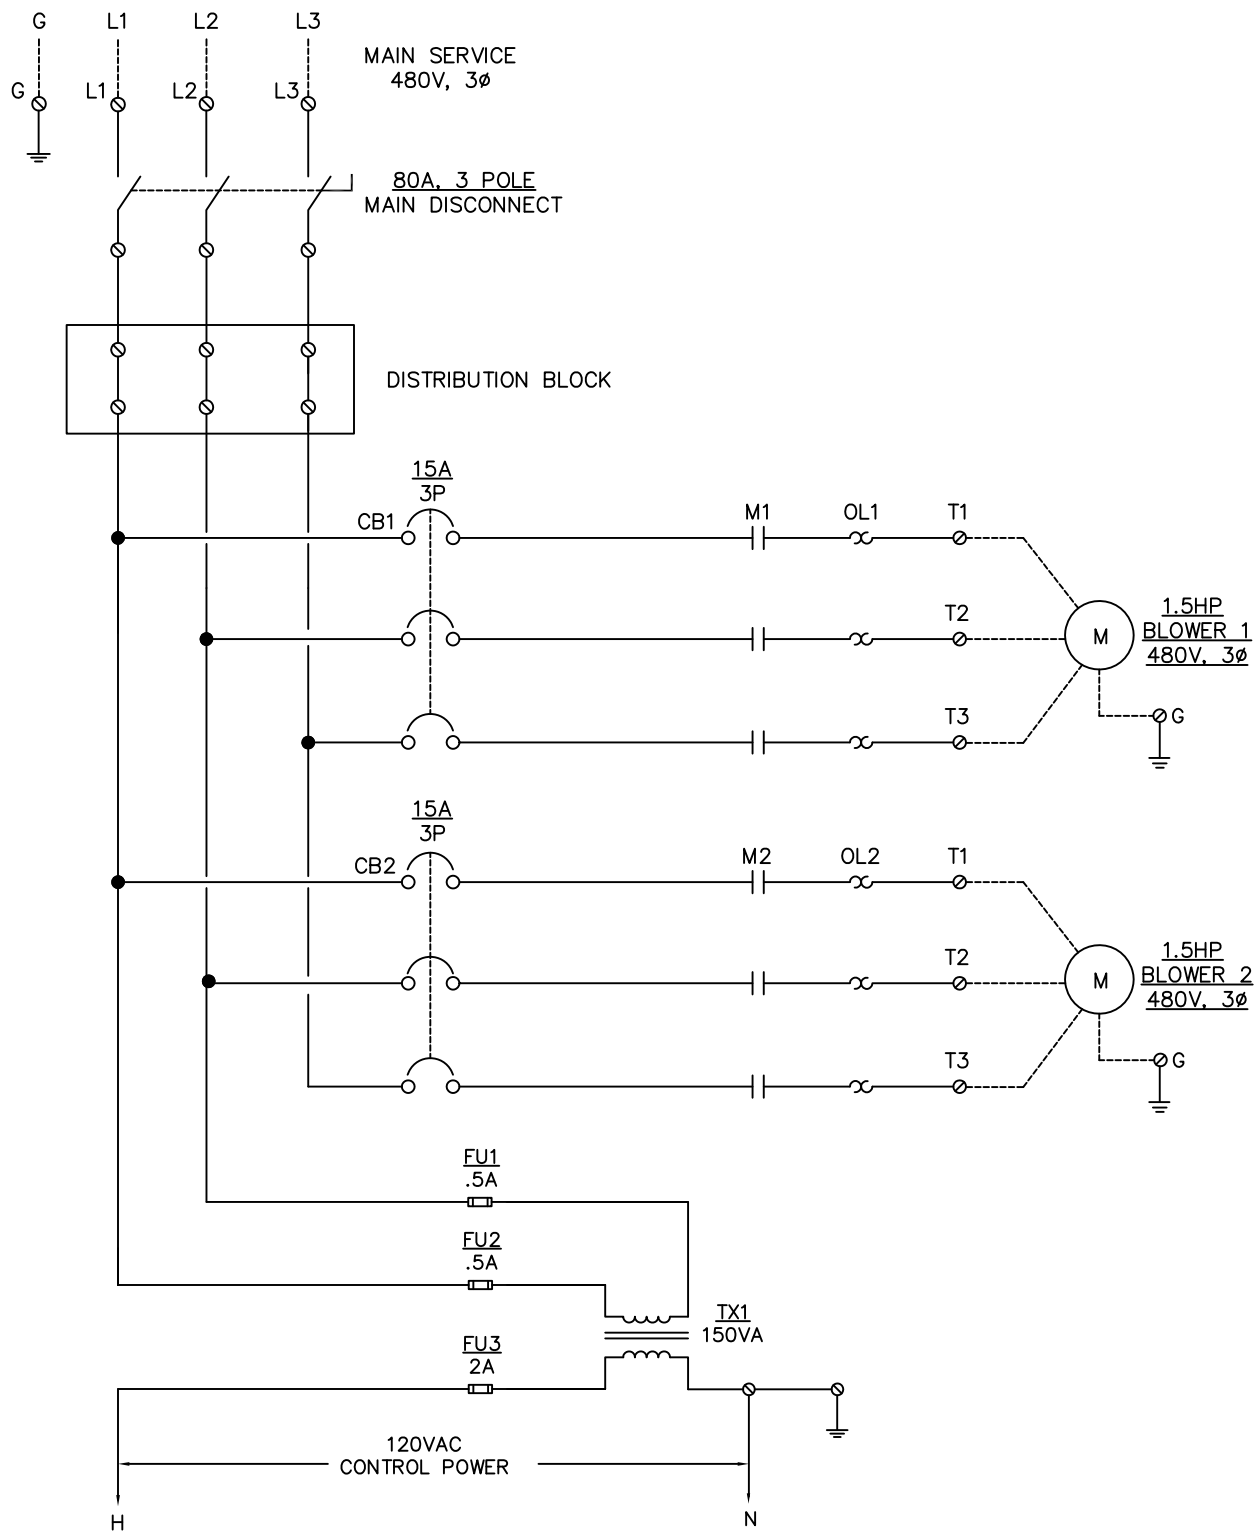 G L1 L2 L3
MAIN SERVICE
480V, 3ø
G L1 L2 L3
80A, 3 POLE
MAIN DISCONNECT
DISTRIBUTION BLOCK
15A
3P
CB1 M1 OL1 T1
T2
1.5HP
BLOWER 1
480V, 3ø
M
T3
G
15A
3P
CB2 M2 OL2 T1
T2
1.5HP
BLOWER 2
480V, 3ø
M
T3
G
FU1
.5A
FU2
.5A
TX1
150VA
FU3
2A
120VAC
CONTROL POWER
H N